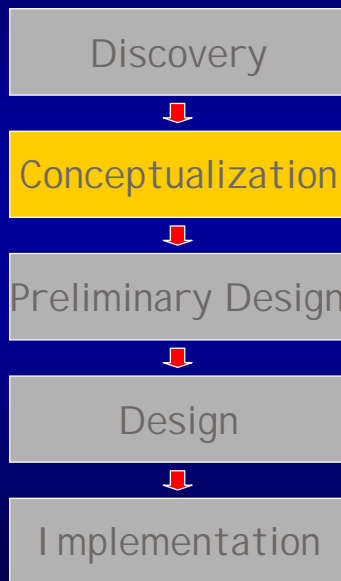 Discovery
Conceptualization
Preliminary Design
Design
Implementation